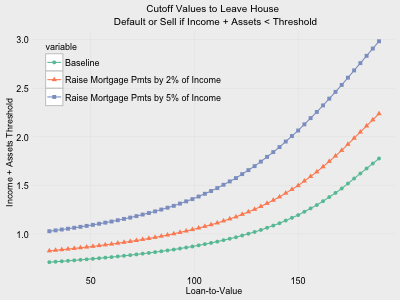 Cutoff Values to Leave House
Default or Sell if Income + Assets < Threshold
3.0
2.5
2.0
1.5
1.0
Income + Assets Threshold
variable
Baseline
Raise Mortgage Pmts by 2% of Income
Raise Mortgage Pmts by 5% of Income
50
100
150
Loan-to-Value